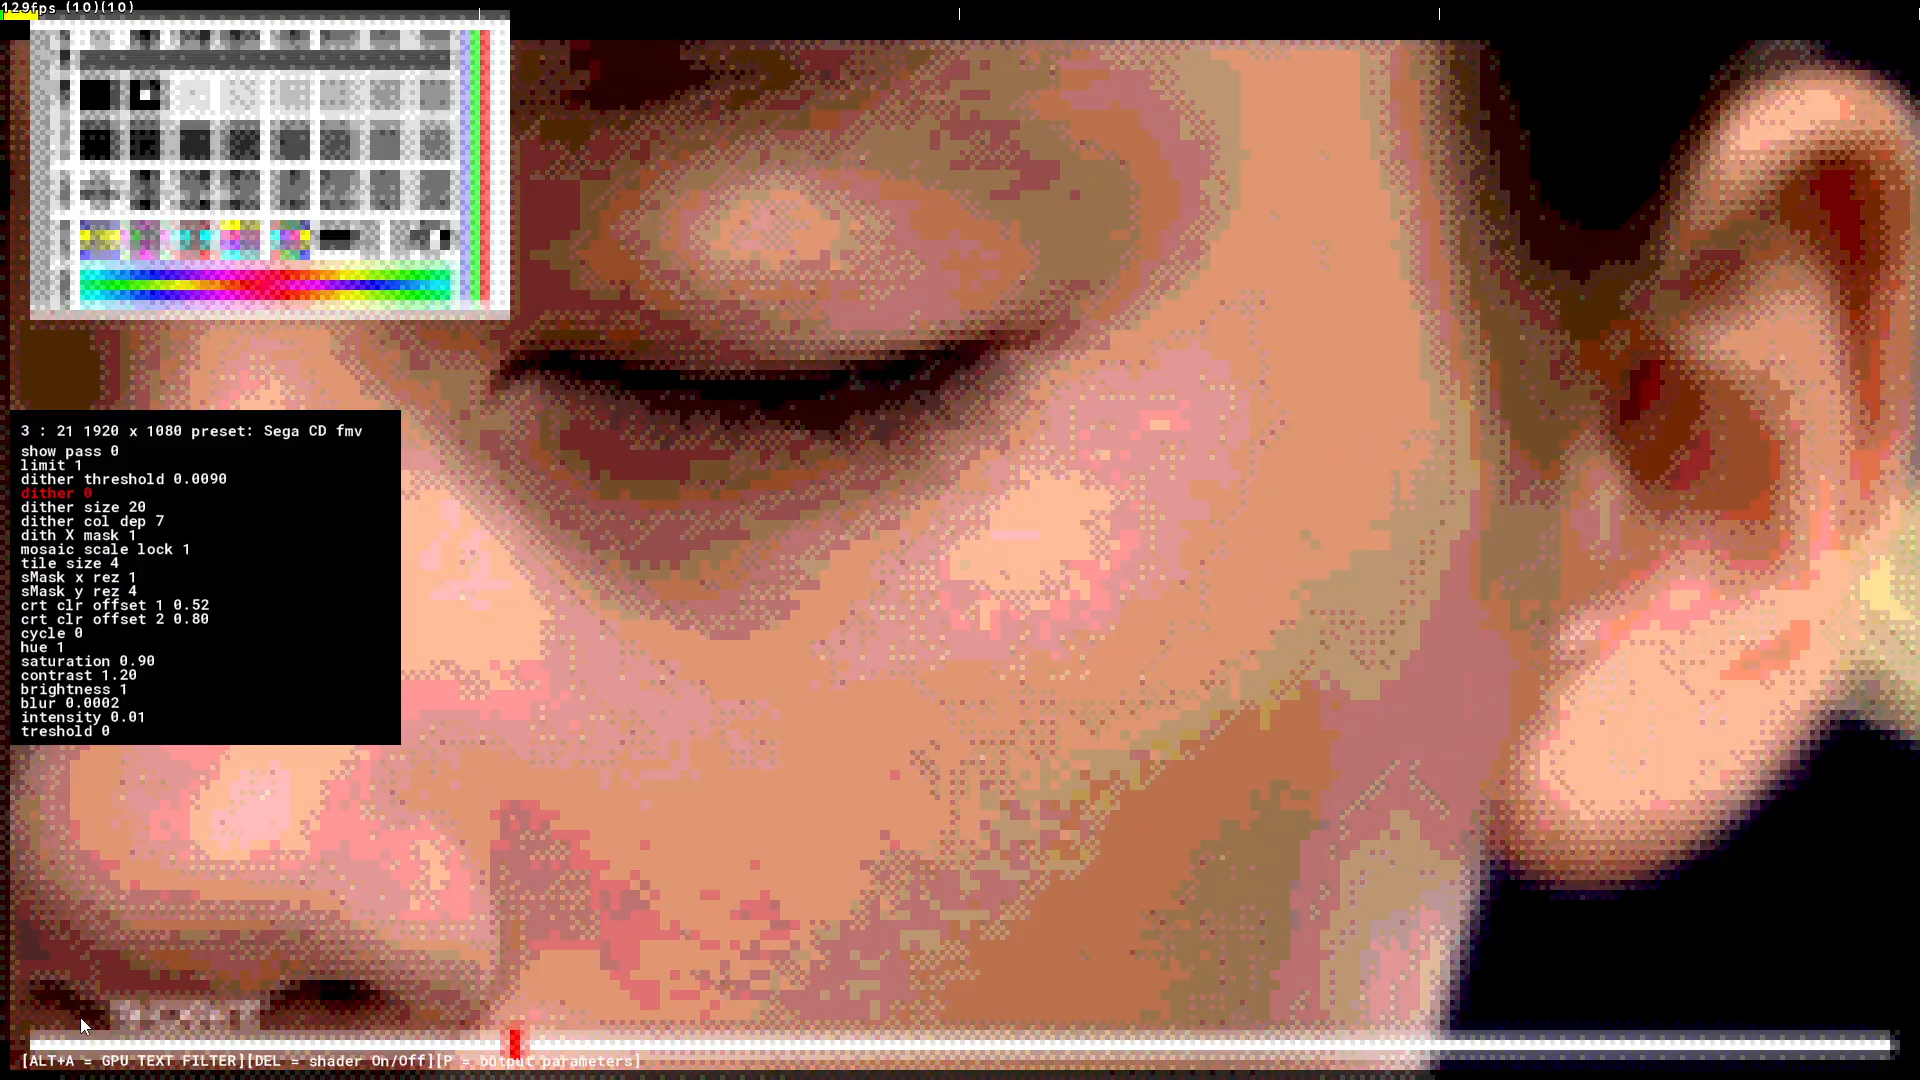 129fps (10)(10)
3 : 21 1920 x 1080 preset: Sega CD fmv
show pass 0
limit 1
dither threshold 0.0090
dither 0
dither size 20
dither col dep 7
dith X mask 1
mosaic scale lock 1
tile size 4
sMask x rez 1
sMask y rez 4
crt clr offset 1 0.52
crt clr offset 2 0.80
cycle 0
hue 1
saturation 0.90
contrast 1.20
brightness 1
blur 0.0002
intensity 0.01
treshold 0
[ALT+A = GPU TEXT FILTER][DEL = shader On/Off][P = output parameters]